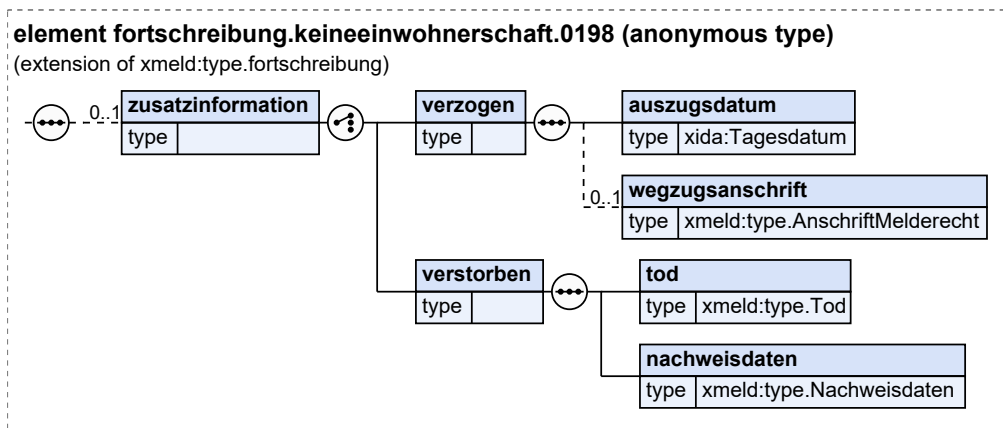 element fortschreibung.keineeinwohnerschaft.0198 (anonymous type)
(extension of xmeld:type.fortschreibung)
0..1
zusatzinformation
type
verzogen
type
auszugsdatum
type xida:Tagesdatum
0..1
wegzugsanschrift
type xmeld:type.AnschriftMelderecht
verstorben
type
tod
type xmeld:type.Tod
nachweisdaten
type xmeld:type.Nachweisdaten